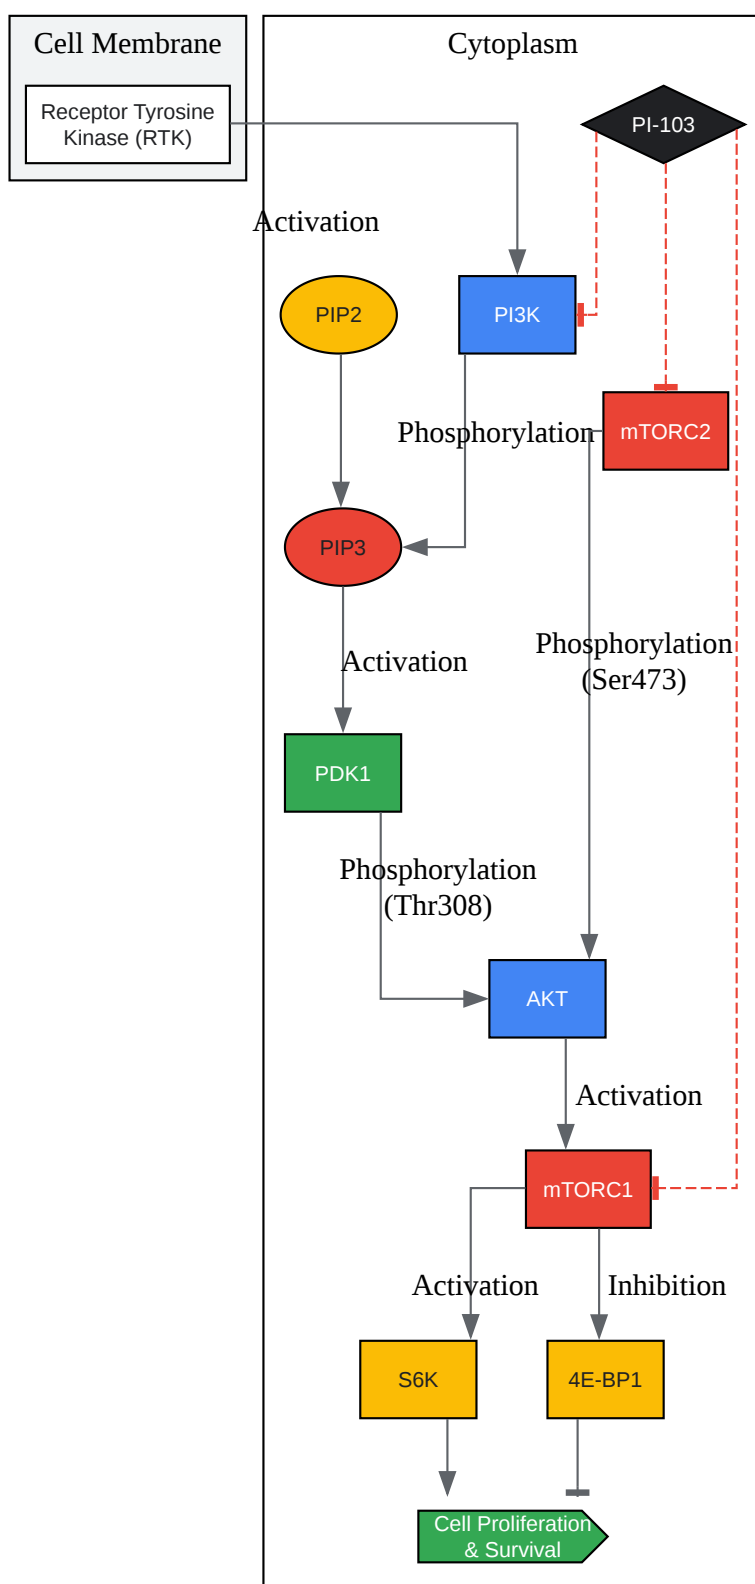 Cell Membrane
Cytoplasm
Receptor Tyrosine
Kinase (RTK)
PI-103
Activation
PIP2
PI3K
Phosphorylation
mTORC2
PIP3
Phosphorylation
(Ser473)
Activation
PDK1
Phosphorylation
(Thr308)
AKT
Activation
mTORC1
Activation
Inhibition
S6K
4E-BP1
Cell Proliferation
& Survival